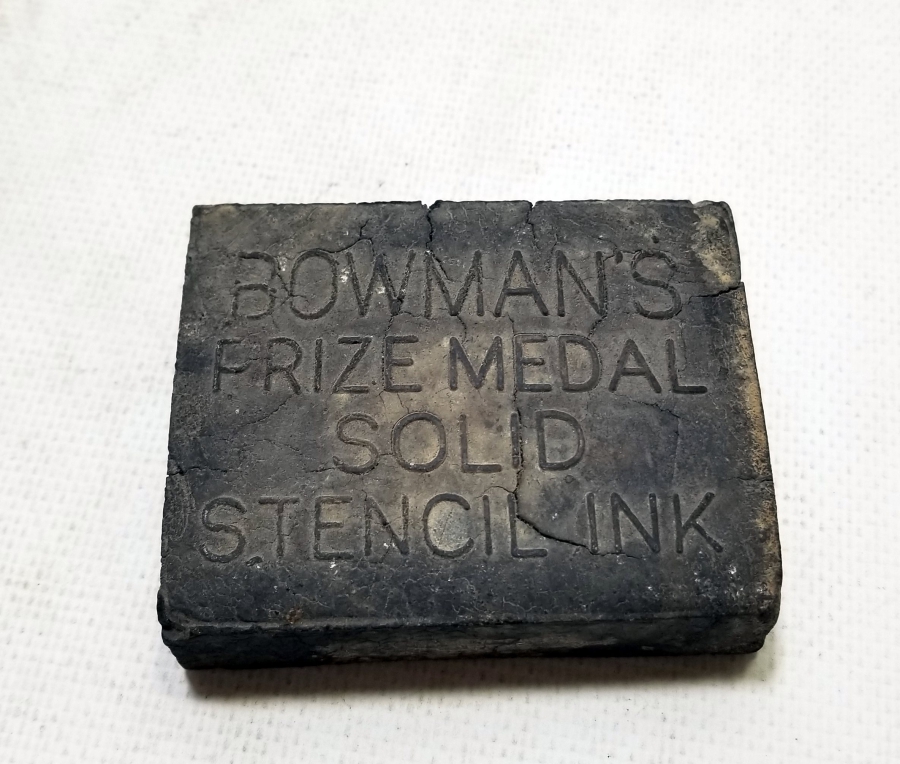 BOWMAN'S
PRIZE MEDAL
SOLID
STENCIL INK